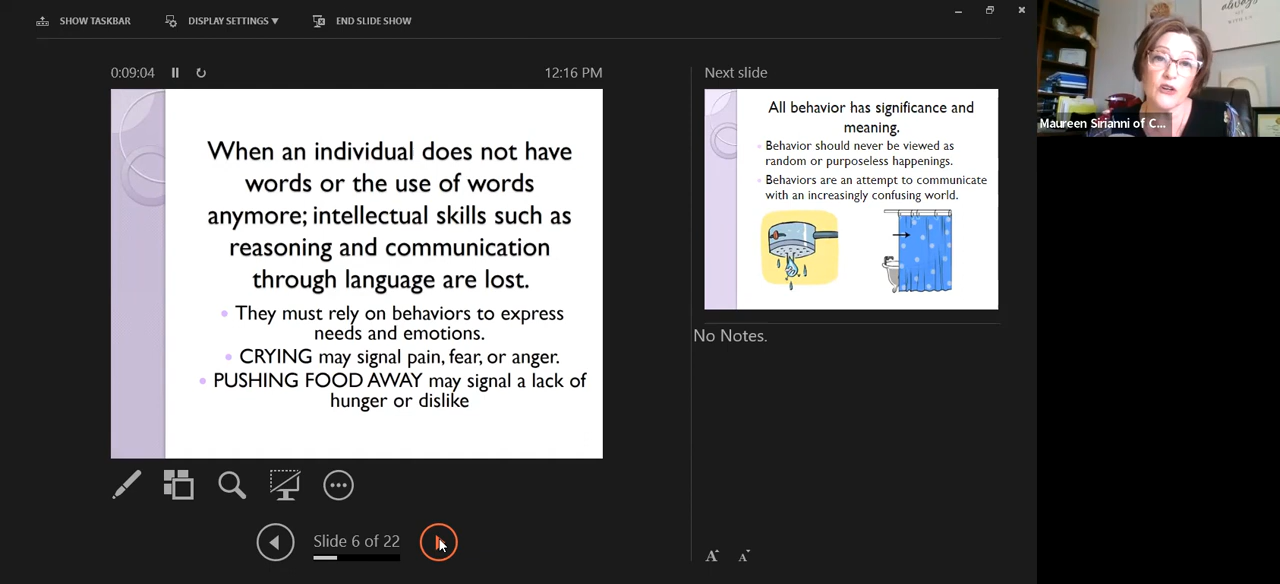 SHOW TASKBAR
DISPLAY SETTINGS ▾
END SLIDE SHOW
0:09:04
12:16 PM
When an individual does not have
words or the use of words
anymore; intellectual skills such as
reasoning and communication
through language are lost.
• They must rely on behaviors to express
needs and emotions.
• CRYING may signal pain, fear, or anger.
• PUSHING FOOD AWAY may signal a lack of
hunger or dislike
Slide 6 of 22
Next slide
All behavior has significance and
meaning.
• Behavior should never be viewed as
random or purposeless happenings.
• Behaviors are an attempt to communicate
with an increasingly confusing world.
No Notes.
A A
always
Maureen Sirianni of C...